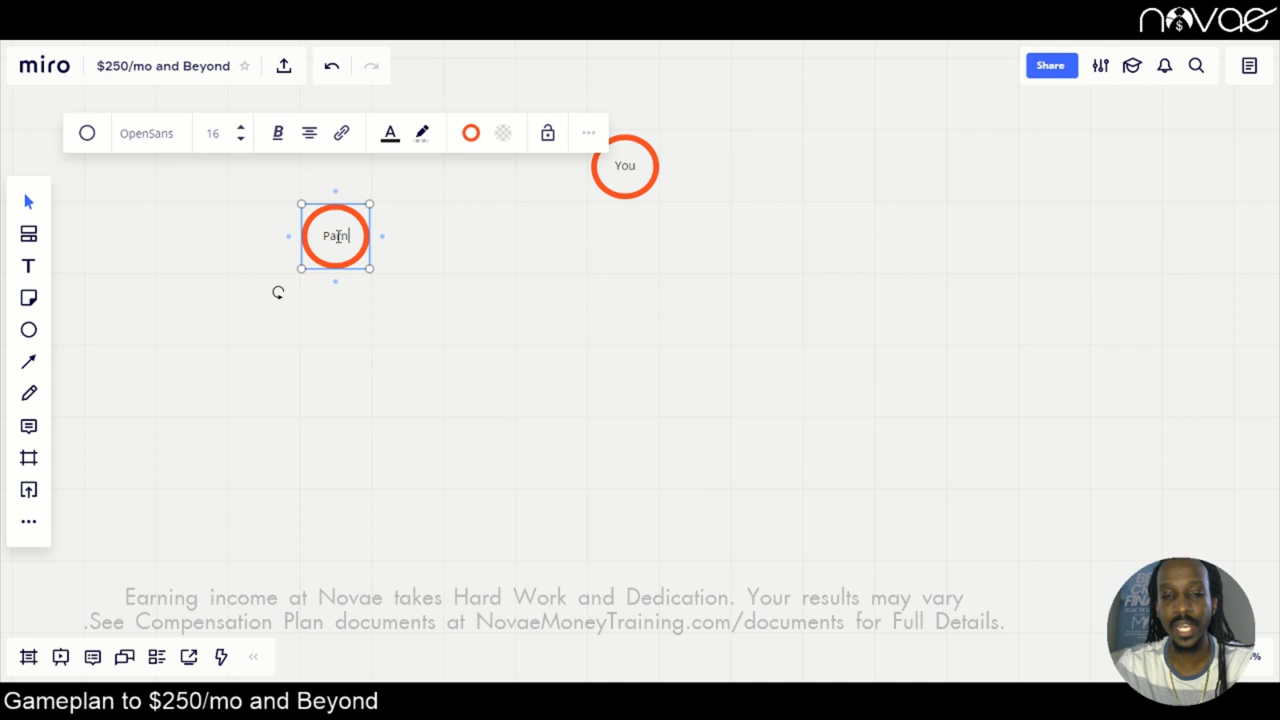 novae
miro
$250/mo and Beyond
Share
OpenSans
16
B
A
You
Parn
T
Earning income at Novae takes Hard Work and Dedication. Your results may vary
.See Compensation Plan documents at NovaeMoneyTraining.com/documents for Full Details.
Gameplan to $250/mo and Beyond